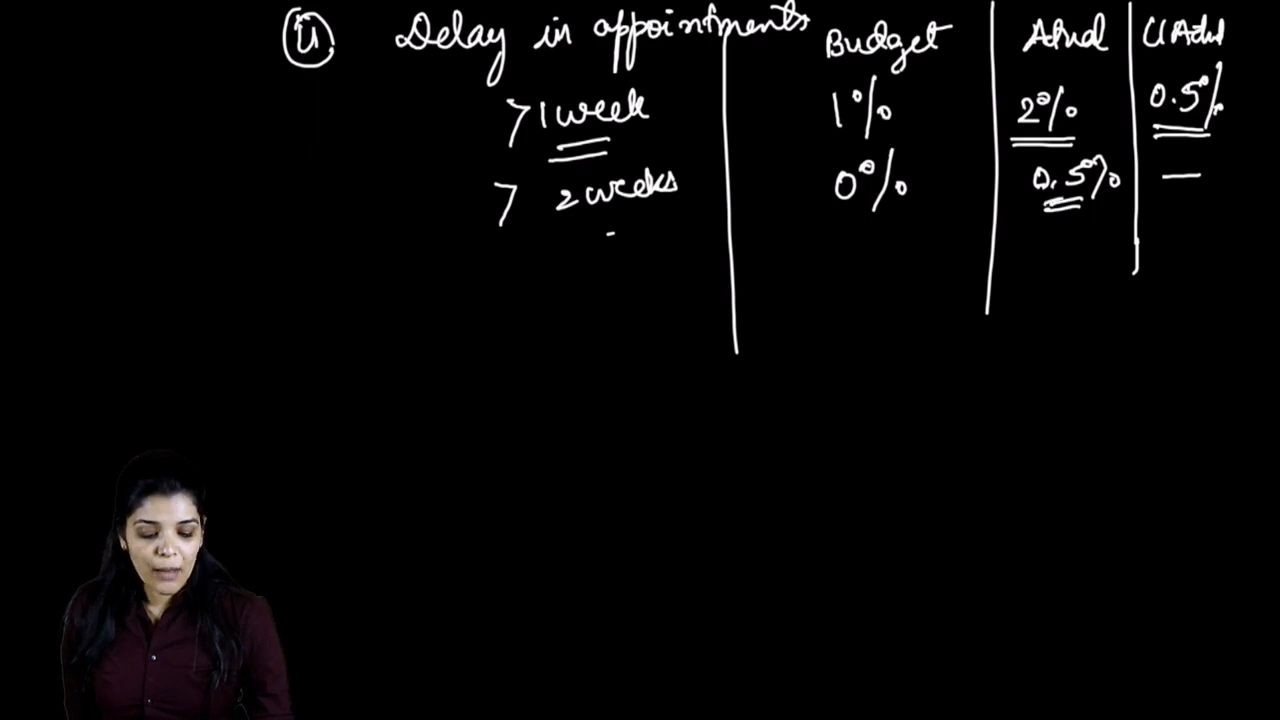 ii Delay in appointments Budget Actual LY Actual
>1 week 1% 2% 0.5%
> 2 weeks 0% 0.5% —